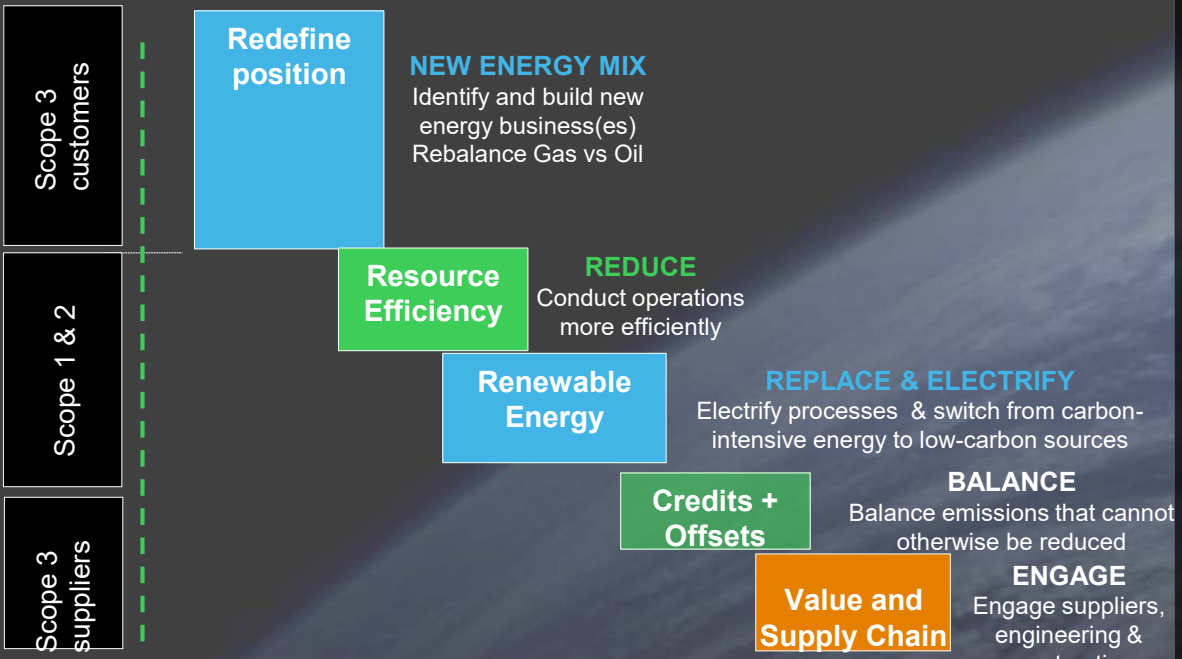 Scope 3
customers
Redefine
position
NEW ENERGY MIX
Identify and build new
energy business(es)
Rebalance Gas vs Oil
Scope 1 & 2
Resource
Efficiency
REDUCE
Conduct operations
more efficiently
Renewable
Energy
REPLACE & ELECTRIFY
Electrify processes & switch from carbon-
intensive energy to low-carbon sources
Scope 3
suppliers
Credits +
Offsets
BALANCE
Balance emissions that cannot
otherwise be reduced
Value and
Supply Chain
ENGAGE
Engage suppliers,
engineering &